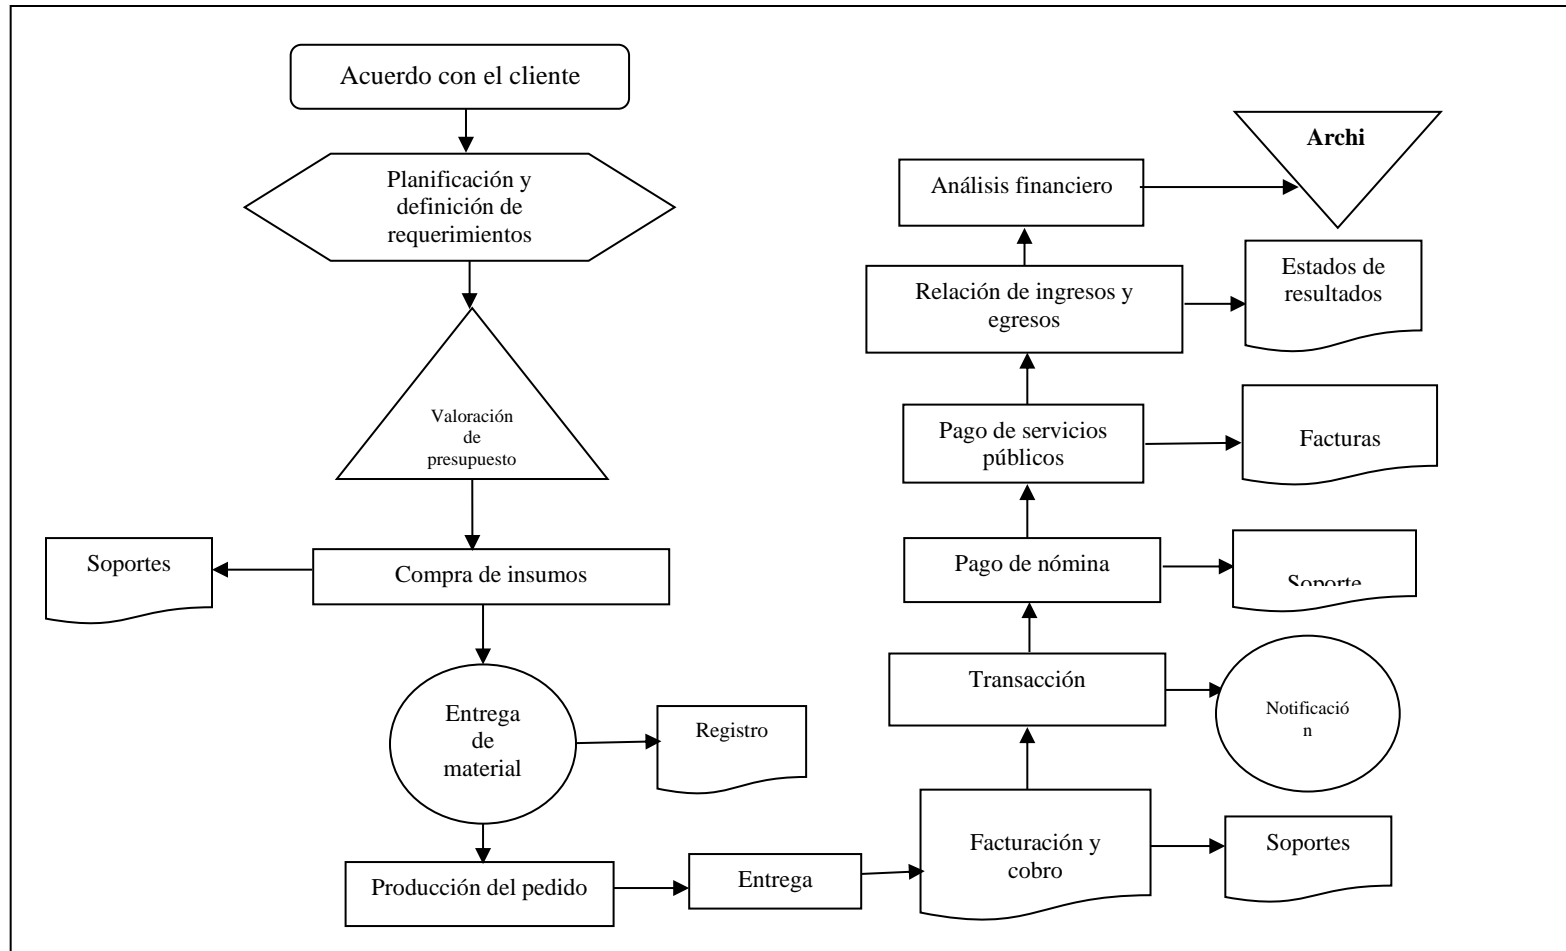 Acuerdo con el cliente
Planificación y
definición de
requerimientos
Valoración
de
presupuesto
Soportes
Compra de insumos
Entrega
de
material
Registro
Producción del pedido
Entrega
Facturación y
cobro
Soportes
Transacción
Notificació
n
Pago de nómina
Soporte
Pago de servicios
públicos
Facturas
Relación de ingresos y
egresos
Estados de
resultados
Análisis financiero
Archi